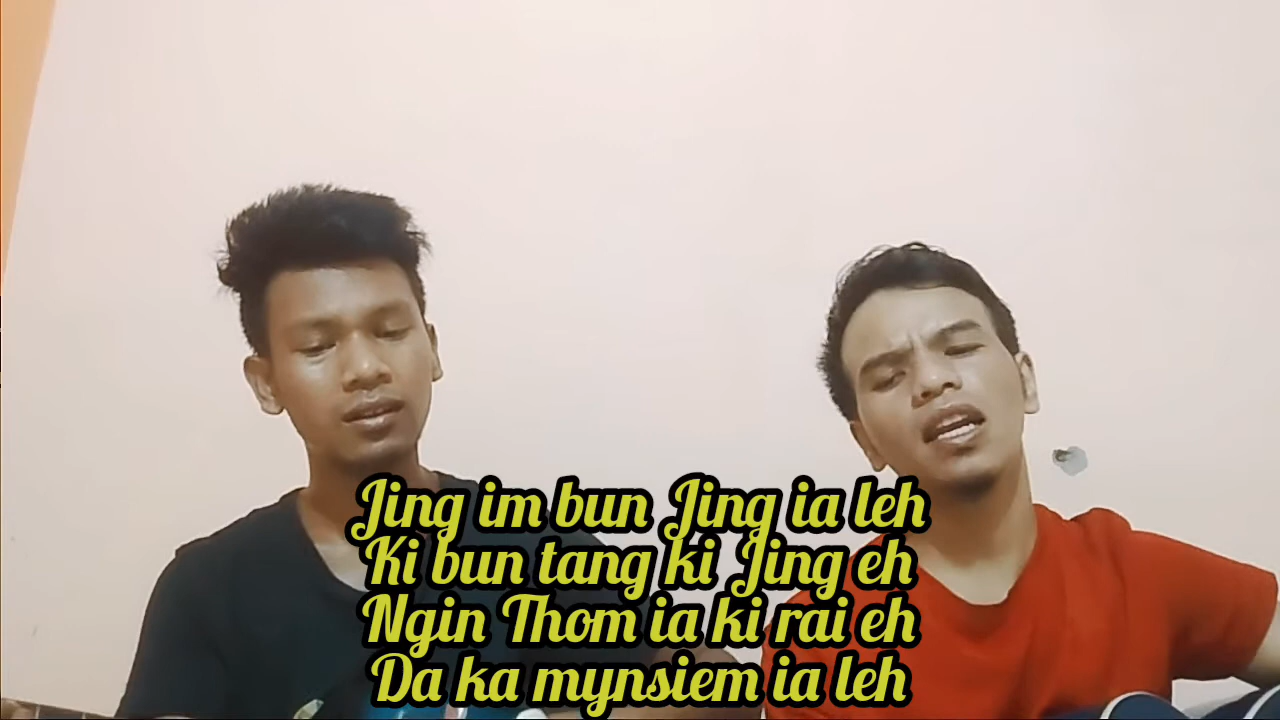 Jing im bun Jing ia leh
Ki bun tang ki Jing eh
Ngin Thom ia ki rai eh
Da ka mynsiem ia leh